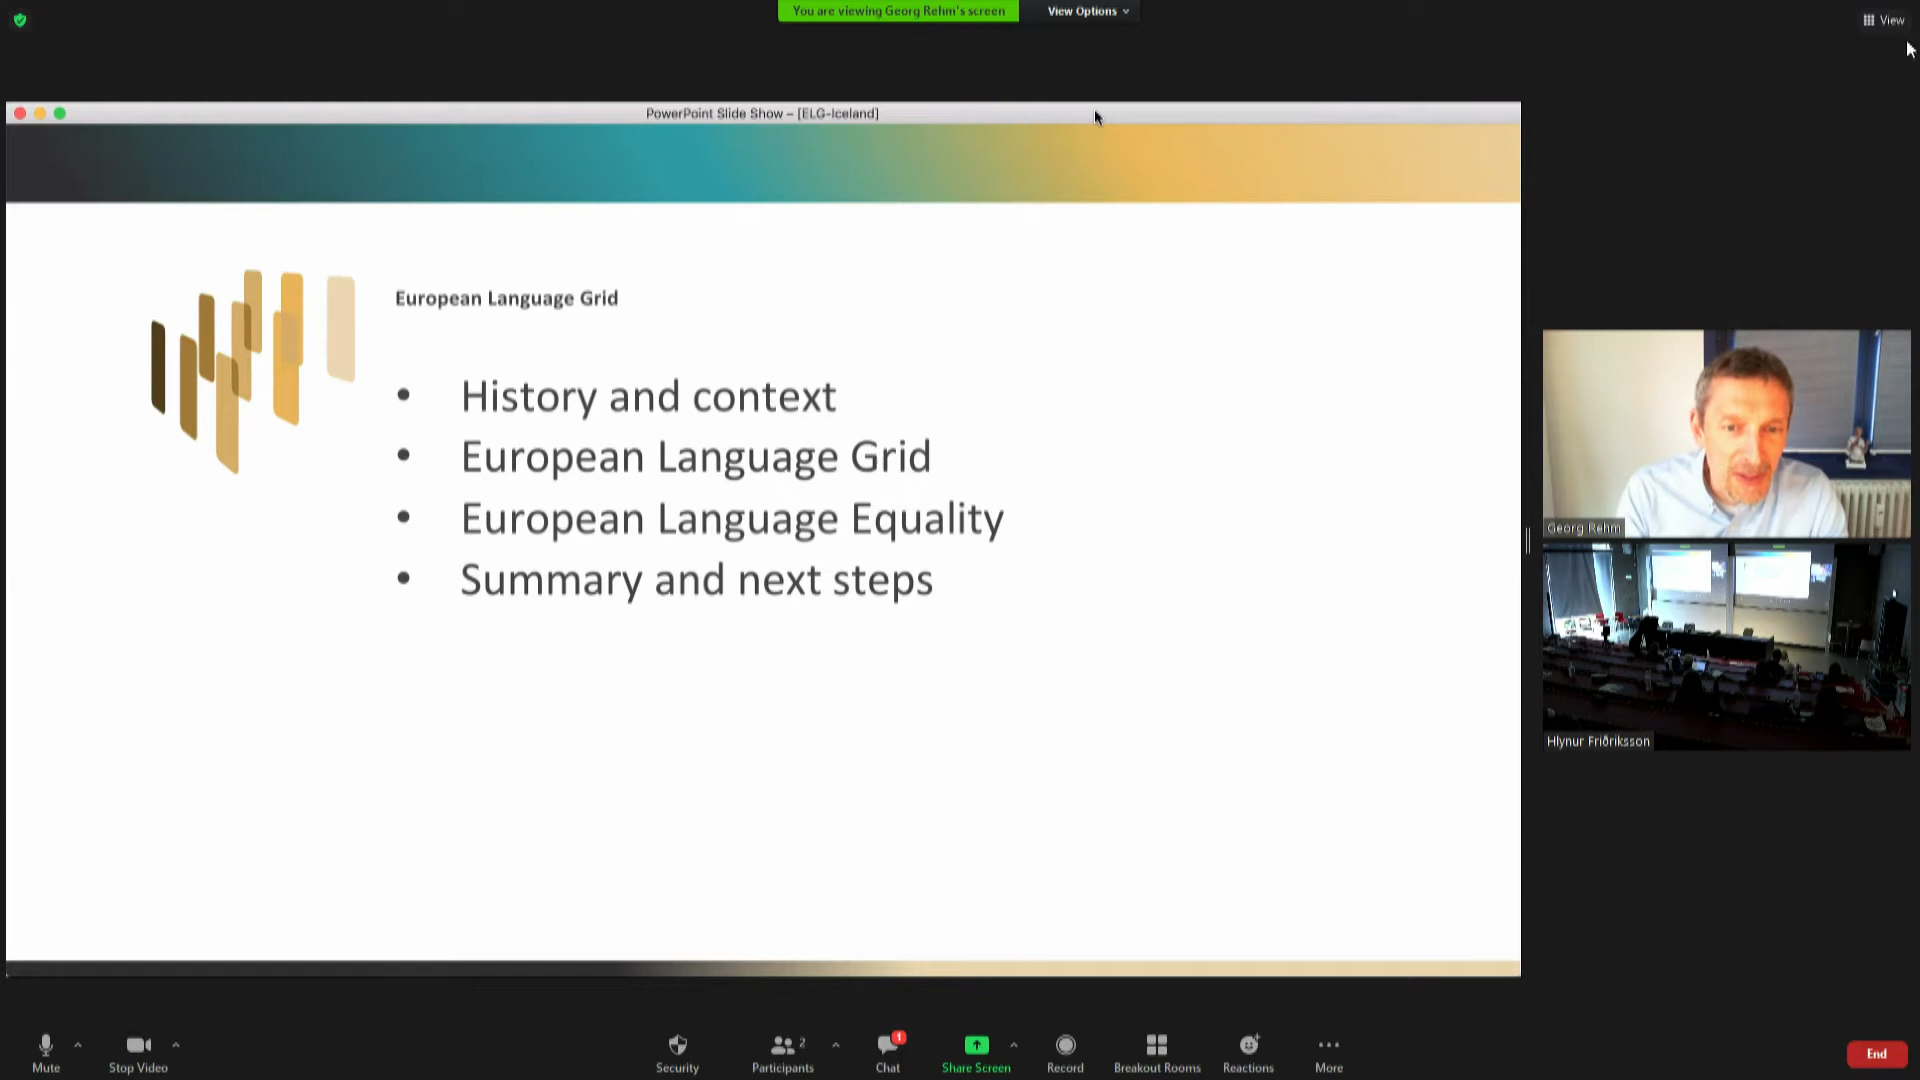 You are viewing Georg Rehm's screen
View Options
View
PowerPoint Slide Show – [ELG-Iceland]
European Language Grid
• History and context
• European Language Grid
• European Language Equality
• Summary and next steps
Georg Rehm
Hlynur Friðriksson
Mute
Stop Video
Security
2
Participants
1
Chat
Share Screen
Record
Breakout Rooms
Reactions
More
End